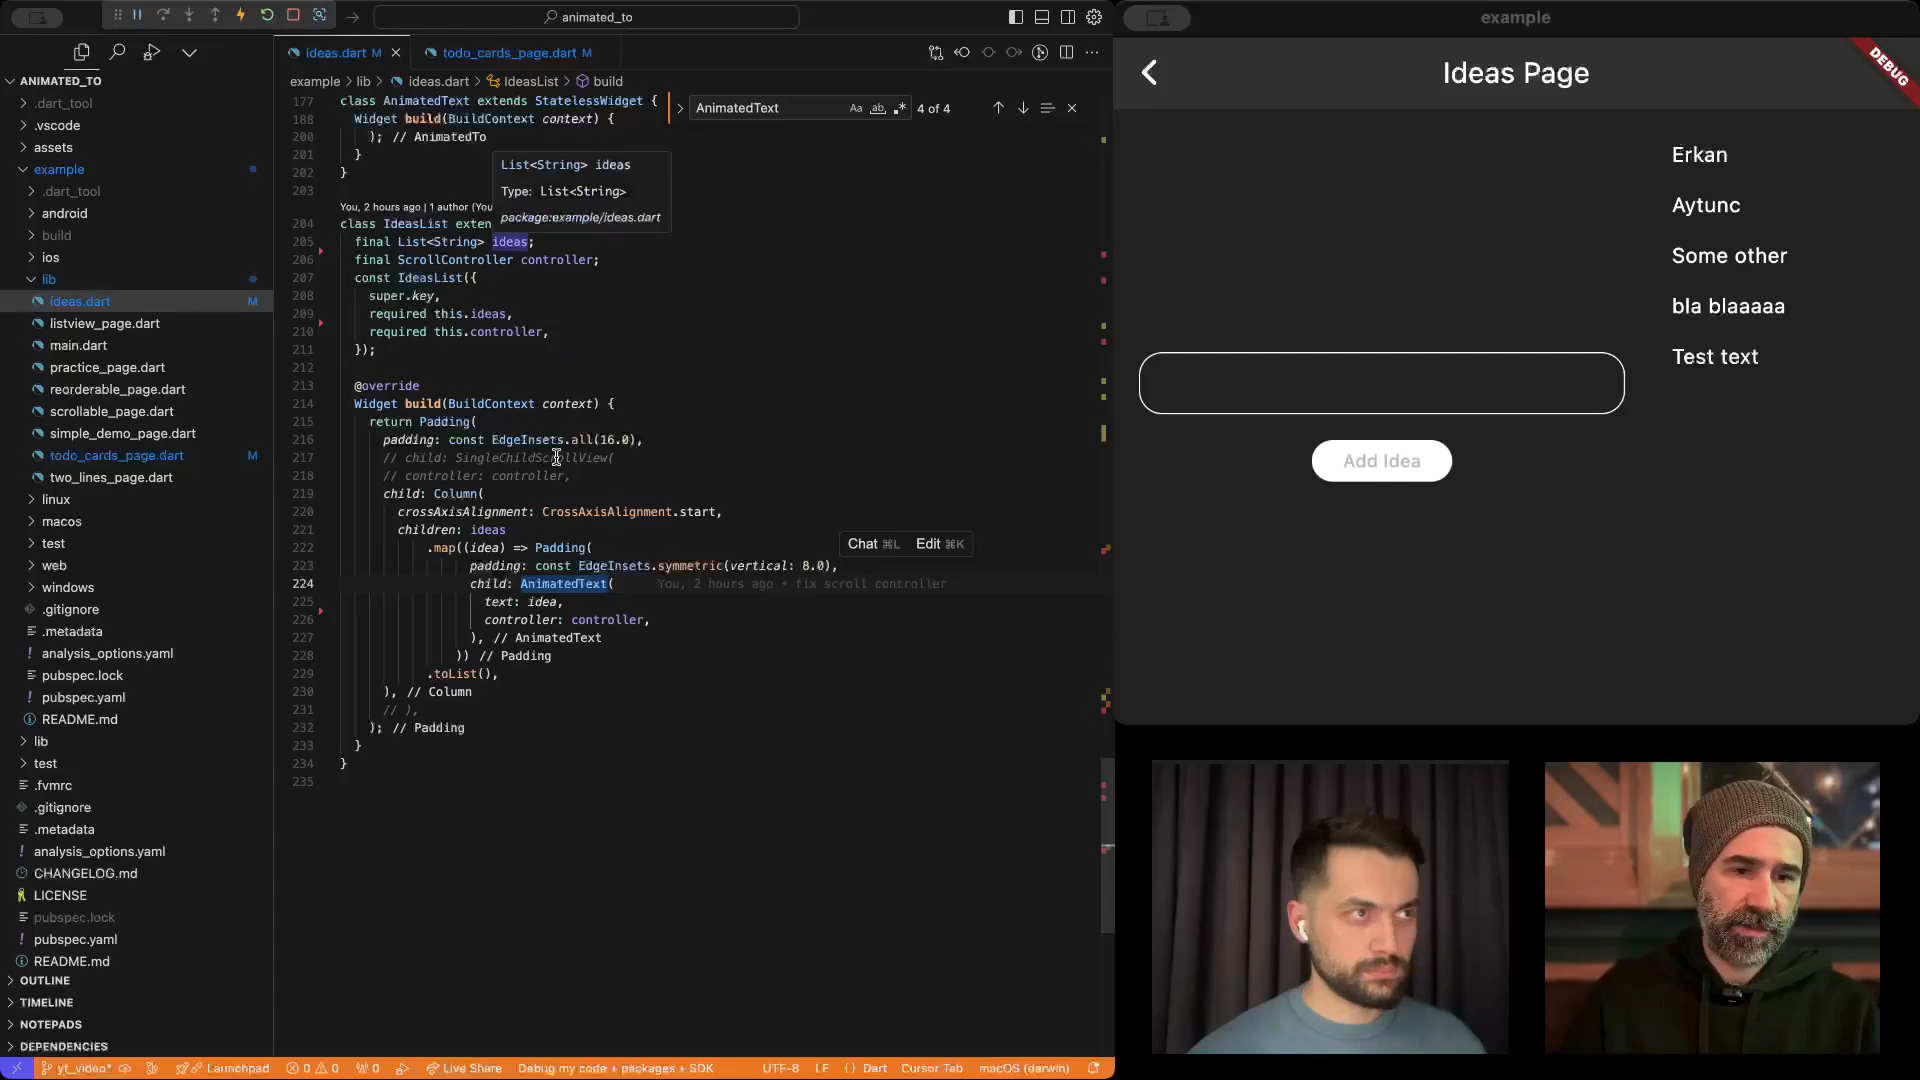 animated_to
example
ideas.dart M
todo_cards_page.dart M
Ideas Page
DEBUG
ANIMATED_TO
.dart_tool
.vscode
assets
example
.dart_tool
android
build
ios
lib
ideas.dart M
listview_page.dart
main.dart
practice_page.dart
reorderable_page.dart
scrollable_page.dart
simple_demo_page.dart
todo_cards_page.dart M
two_lines_page.dart
linux
macos
test
web
windows
.gitignore
.metadata
analysis_options.yaml
pubspec.lock
pubspec.yaml
README.md
lib
test
.fvmrc
.gitignore
.metadata
analysis_options.yaml
CHANGELOG.md
LICENSE
pubspec.lock
pubspec.yaml
README.md
OUTLINE
TIMELINE
NOTEPADS
DEPENDENCIES
example > lib > ideas.dart > IdeasList > build
AnimatedText Aa ab 4 of 4
177 class AnimatedText extends StatelessWidget {
188 Widget build(BuildContext context) {
200 ); // AnimatedTo
201 }
202 }
203
You, 2 hours ago | 1 author (You
204 class IdeasList exten
205 final List<String> ideas;
206 final ScrollController controller;
207 const IdeasList({
208 super.key,
209 required this.ideas,
210 required this.controller,
211 });
212
213 @override
214 Widget build(BuildContext context) {
215 return Padding(
216 padding: const EdgeInsets.all(16.0),
217 // child: SingleChildScrollView(
218 // controller: controller,
219 child: Column(
220 crossAxisAlignment: CrossAxisAlignment.start,
221 children: ideas
222 .map((idea) => Padding(
223 padding: const EdgeInsets.symmetric(vertical: 8.0),
224 child: AnimatedText( You, 2 hours ago • fix scroll controller
225 text: idea,
226 controller: controller,
227 ), // AnimatedText
228 )) // Padding
229 .toList(),
230 ), // Column
231 // ),
232 ); // Padding
233 }
234 }
235
List<String> ideas
Type: List<String>
package:example/ideas.dart
Chat ⌘L Edit ⌘K
Erkan
Aytunc
Some other
bla blaaaaa
Test text
Add Idea
yt_video* Launchpad 0 0 0 Live Share Debug my code + packages + SDK UTF-8 LF {} Dart Cursor Tab macOS (darwin)